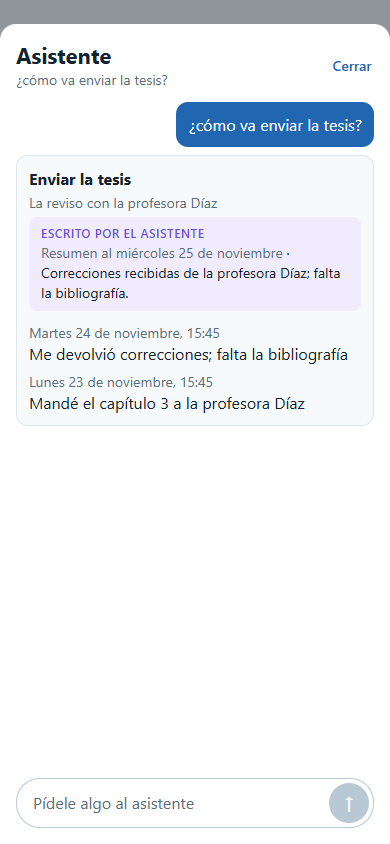 Asistente
¿cómo va enviar la tesis?
Cerrar
¿cómo va enviar la tesis?
Enviar la tesis
La reviso con la profesora Díaz
ESCRITO POR EL ASISTENTE
Resumen al miércoles 25 de noviembre ·
Correcciones recibidas de la profesora Díaz; falta
la bibliografía.
Martes 24 de noviembre, 15:45
Me devolvió correcciones; falta la bibliografía
Lunes 23 de noviembre, 15:45
Mandé el capítulo 3 a la profesora Díaz
Pídele algo al asistente